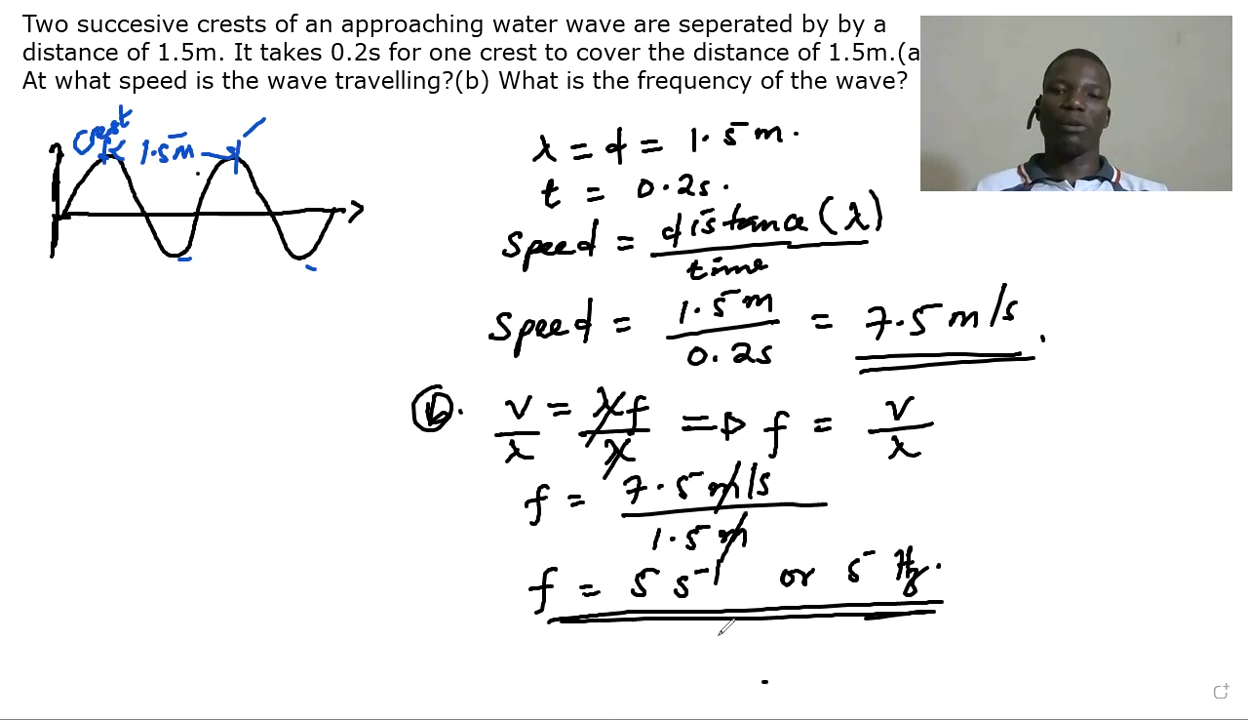 Two succesive crests of an approaching water wave are seperated by by a
distance of 1.5m. It takes 0.2s for one crest to cover the distance of 1.5m.(a
At what speed is the wave travelling?(b) What is the frequency of the wave?
Crest
1.5m
λ = d = 1.5m.
t = 0.2s.
Speed = distance (λ)
time
Speed = 1.5m = 7.5m/s.
0.2s
(b). v = λf => f = v
λ λ λ
f = 7.5m/s
1.5m
f = 5 s⁻¹ or 5 Hz.